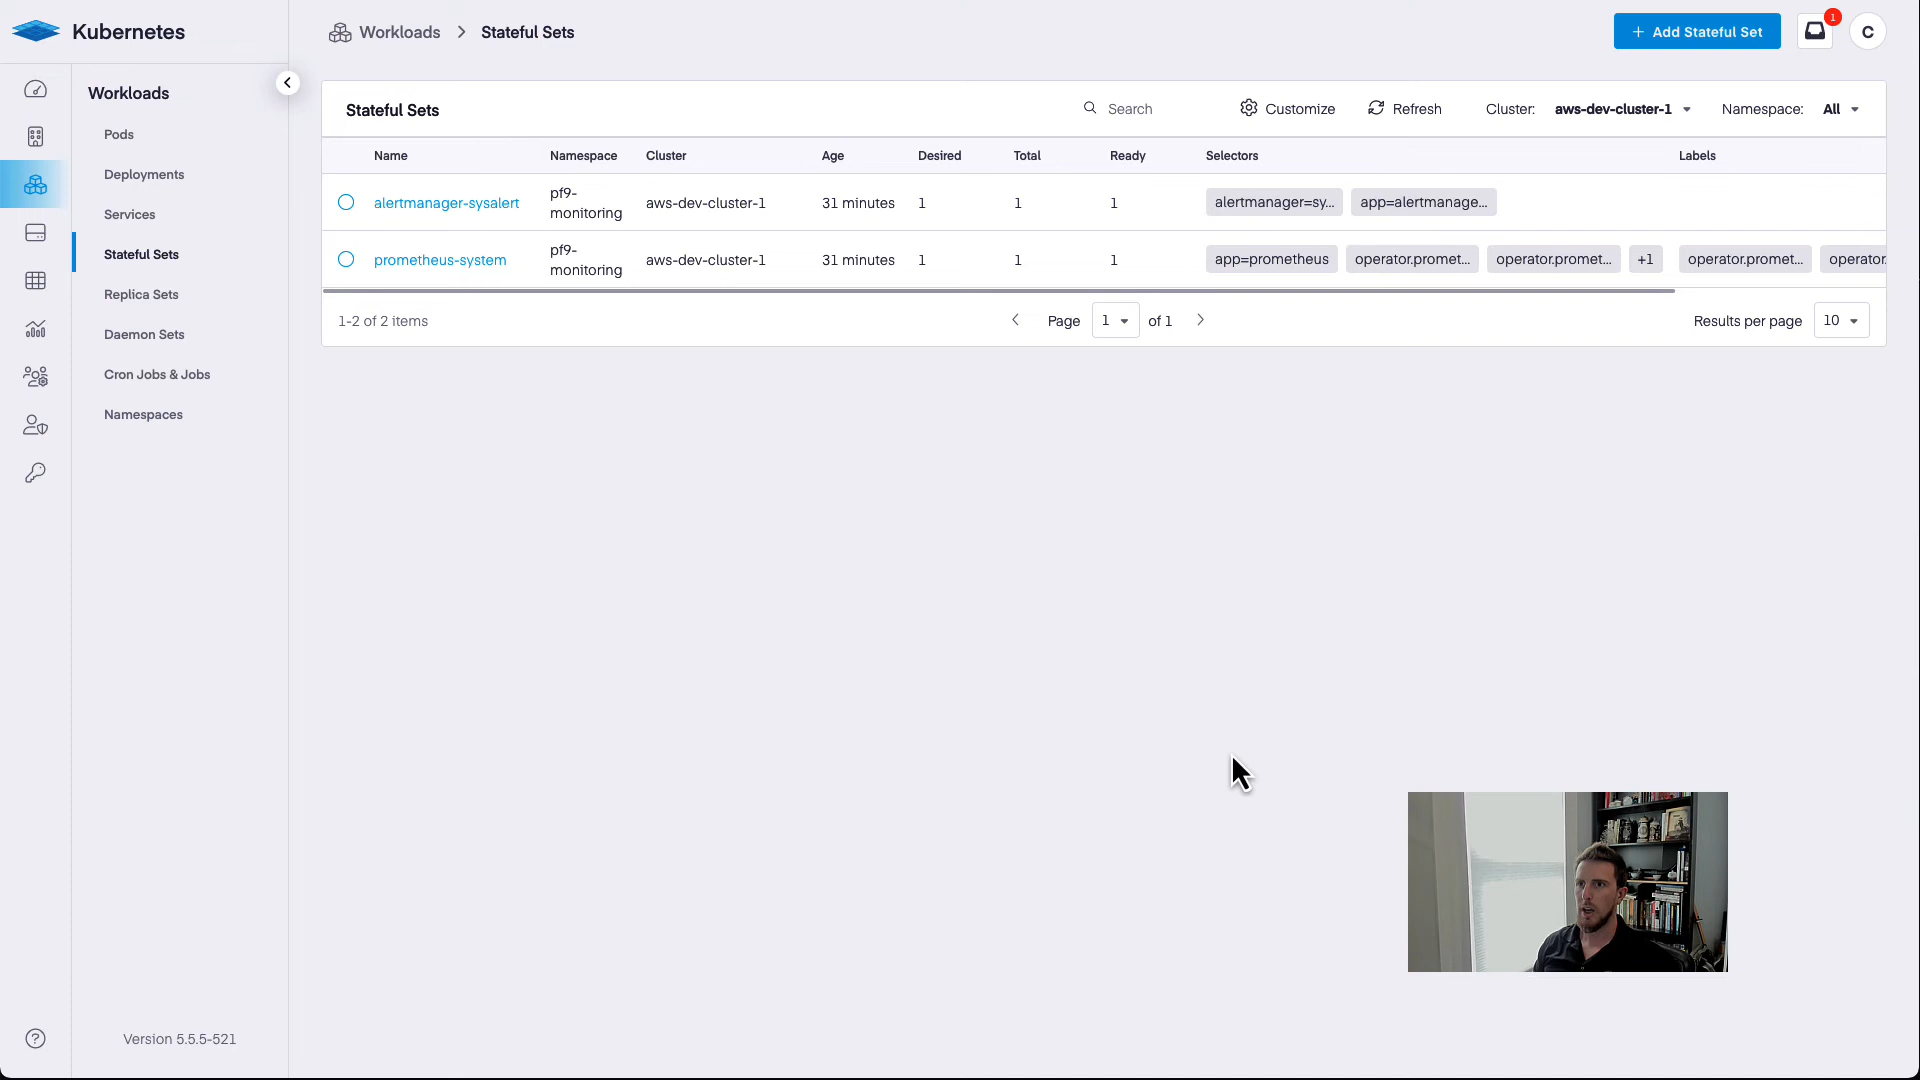 Kubernetes
Workloads > Stateful Sets
+ Add Stateful Set
1
C
Workloads
Pods
Deployments
Services
Stateful Sets
Replica Sets
Daemon Sets
Cron Jobs & Jobs
Namespaces
Version 5.5.5-521
Stateful Sets
Search
Customize
Refresh
Cluster: aws-dev-cluster-1
Namespace: All
Name Namespace Cluster Age Desired Total Ready Selectors Labels
alertmanager-sysalert pf9-monitoring aws-dev-cluster-1 31 minutes 1 1 1 alertmanager=sy... app=alertmanage...
prometheus-system pf9-monitoring aws-dev-cluster-1 31 minutes 1 1 1 app=prometheus operator.promet... operator.promet... +1 operator.promet... operator.
1-2 of 2 items
Page 1 of 1
Results per page 10